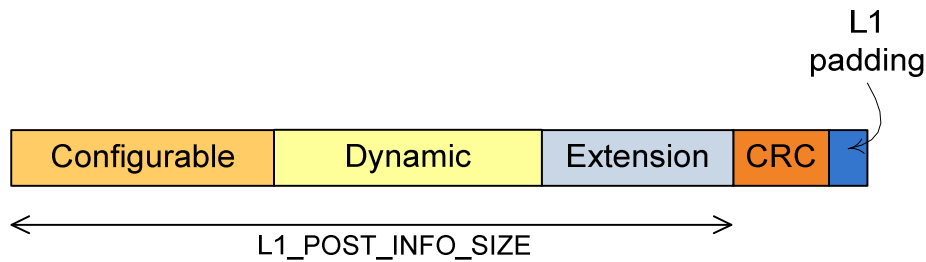 L1
padding
Configurable Dynamic Extension CRC
L1_POST_INFO_SIZE